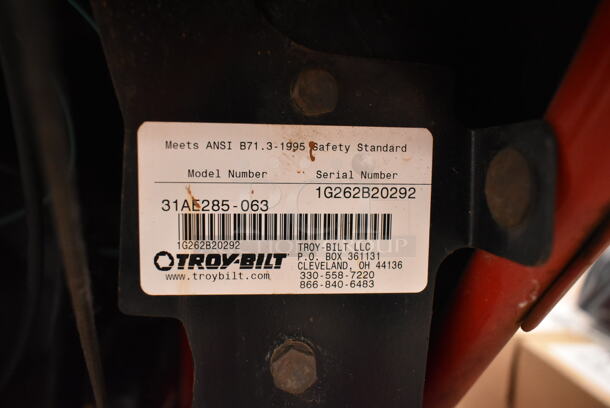 Meets ANSI B71.3-1995 Safety Standard
Model Number Serial Number
31AE285-063 1G262B20292
1G262B20292
TROY-BILT
www.troybilt.com
TROY-BILT LLC
P.O. BOX 361131
CLEVELAND, OH 44136
330-558-7220
866-840-6483